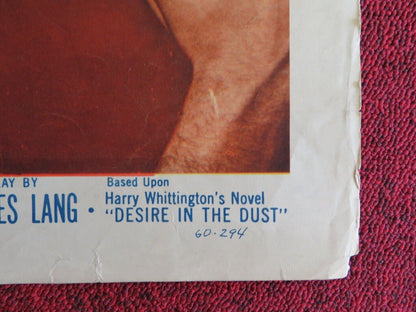 AY BY
ES LANG •
Based Upon
Harry Whittington's Novel
"DESIRE IN THE DUST"
60-294